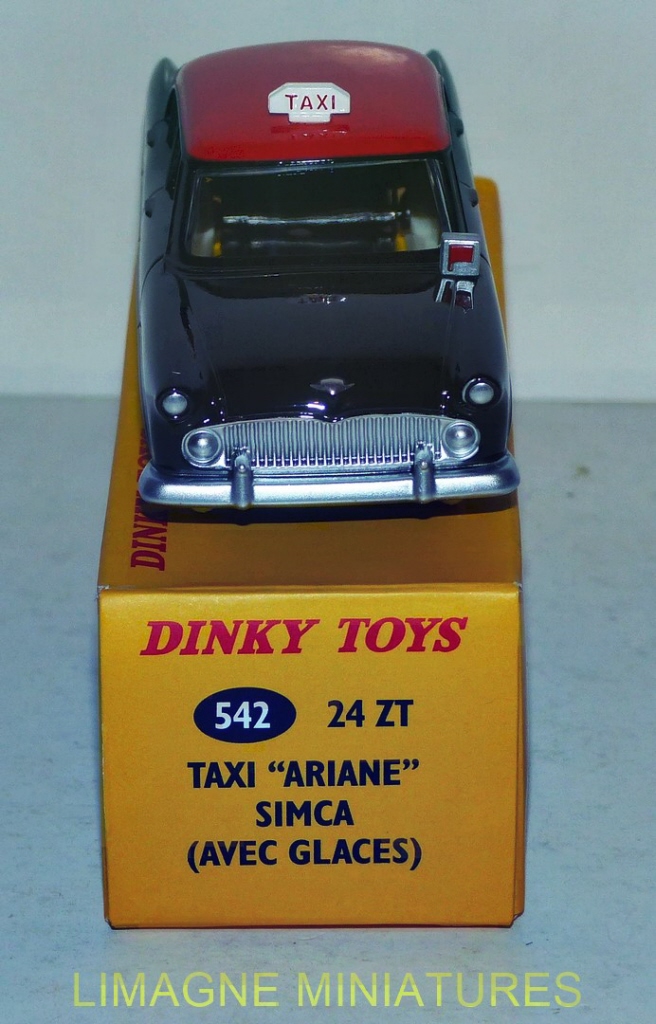 TAXI
DINKY TOYS
542 24 ZT
TAXI “ARIANE”
SIMCA
(AVEC GLACES)
LIMAGNE MINIATURES